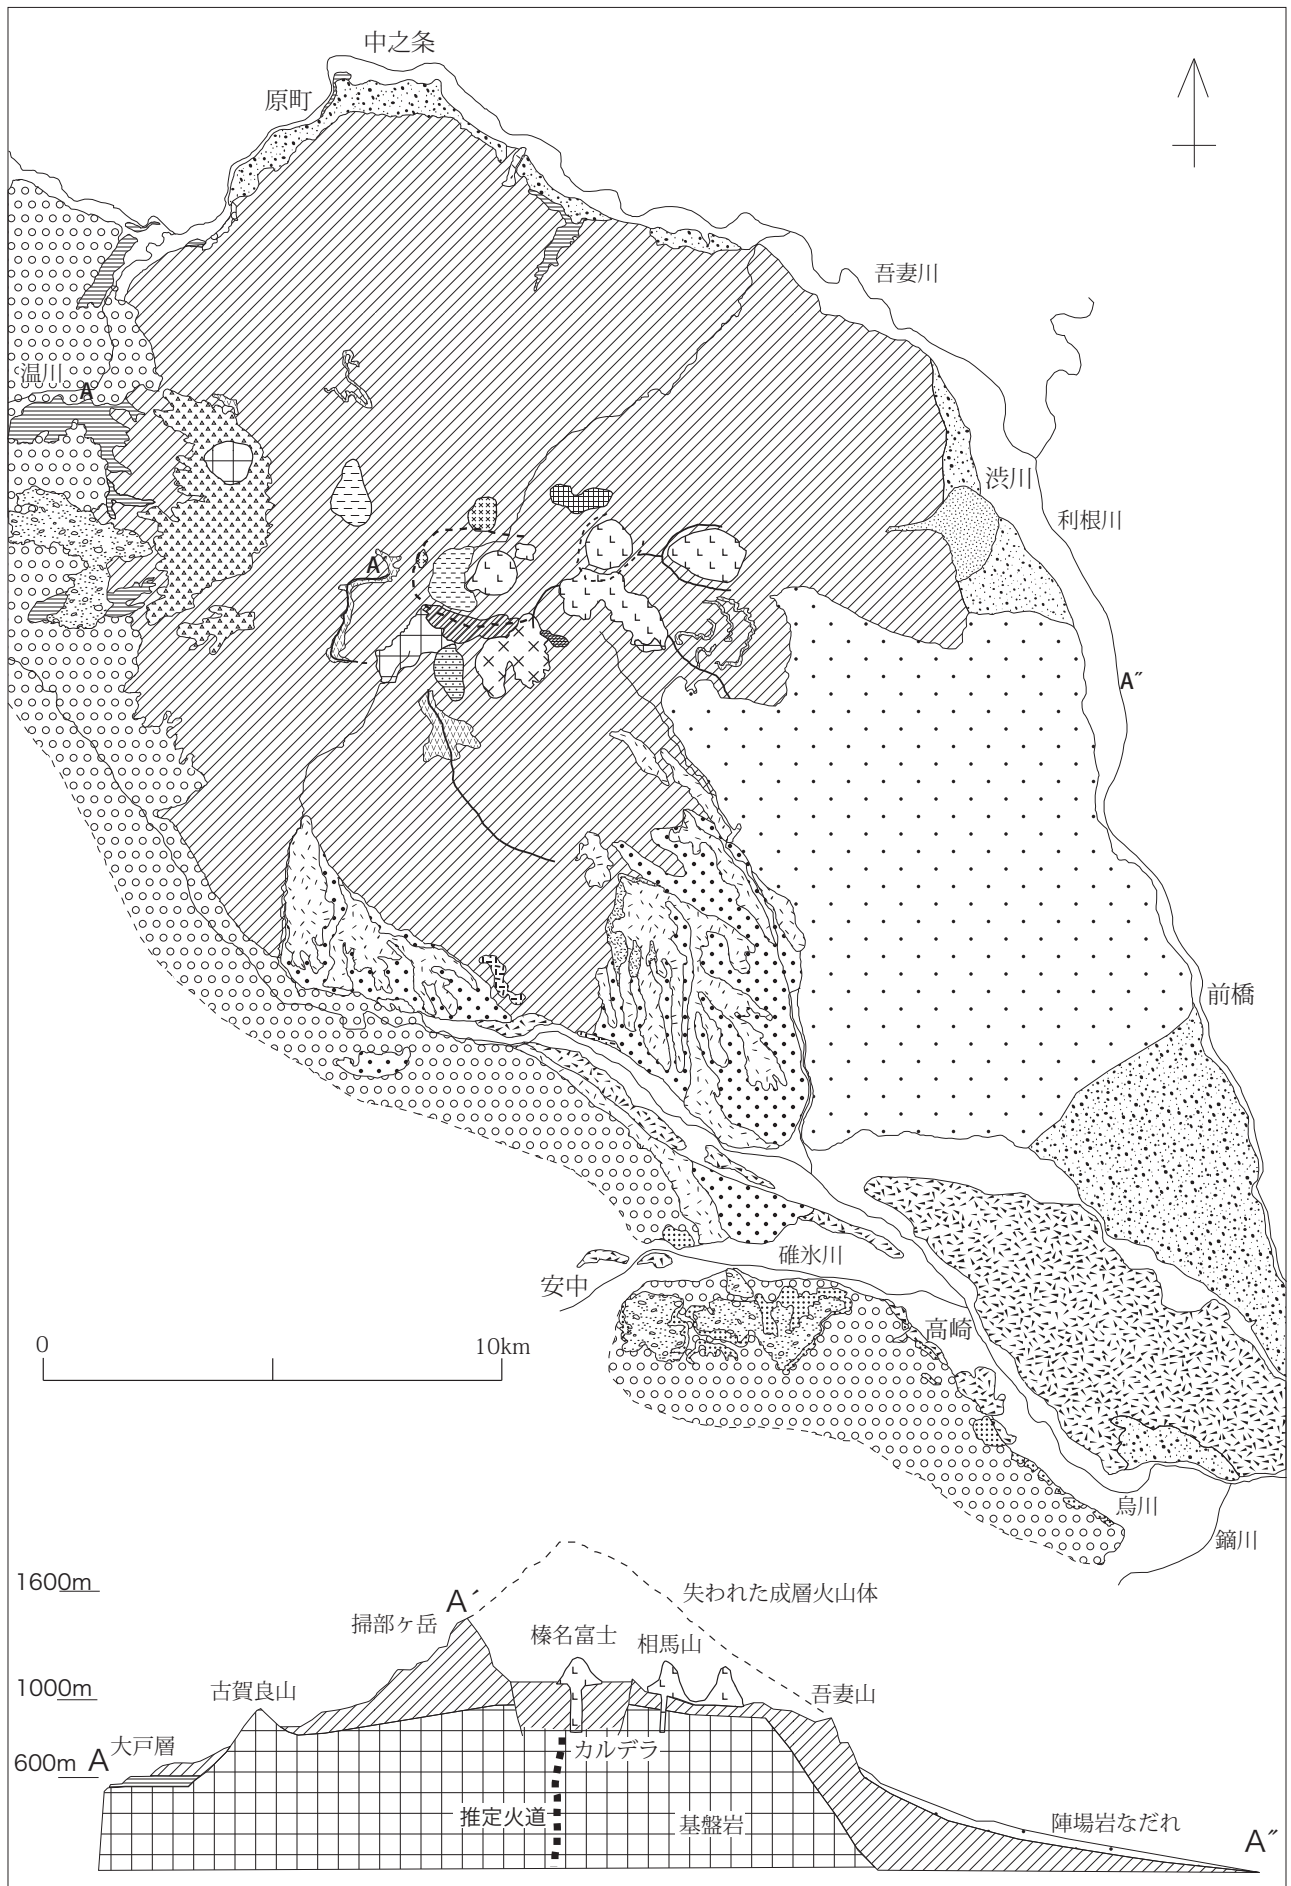 中之条
原町
吾妻川
温川
A
渋川
利根川
A´
A″
前橋
碓氷川
安中
高崎
0
10km
烏川
鏑川
1600m
失われた成層火山体
A´
掃部ヶ岳
榛名富士
相馬山
1000m
古賀良山
吾妻山
大戸層
600m
A
カルデラ
推定火道
基盤岩
陣場岩なだれ
A″